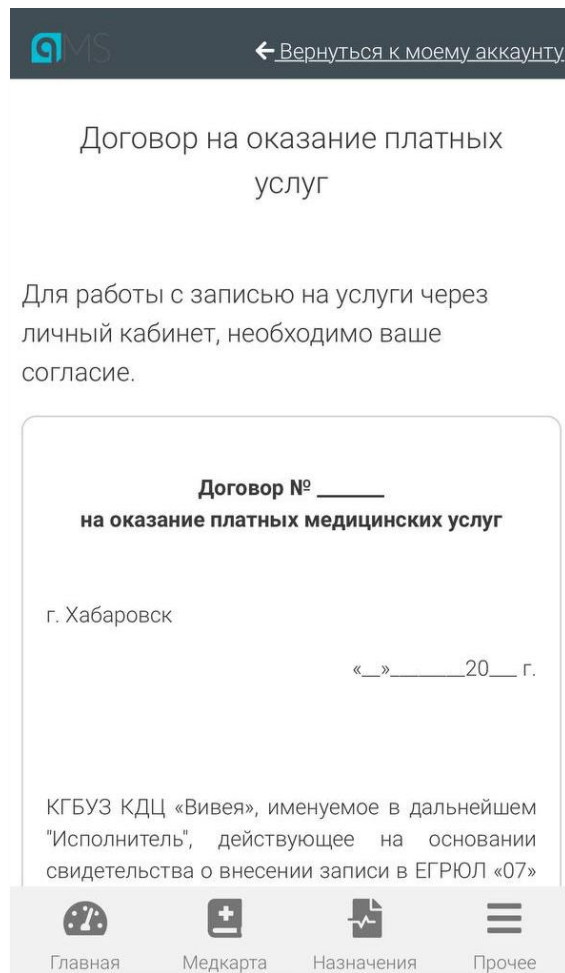 qMS
Вернуться к моему аккаунту
Договор на оказание платных
услуг
Для работы с записью на услуги через
личный кабинет, необходимо ваше
согласие.
Договор № ______
на оказание платных медицинских услуг
г. Хабаровск
«__»_______20___ г.
КГБУЗ КДЦ «Вивея», именуемое в дальнейшем
"Исполнитель", действующее на основании
свидетельства о внесении записи в ЕГРЮЛ «07»
Главная Медкарта Назначения Прочее